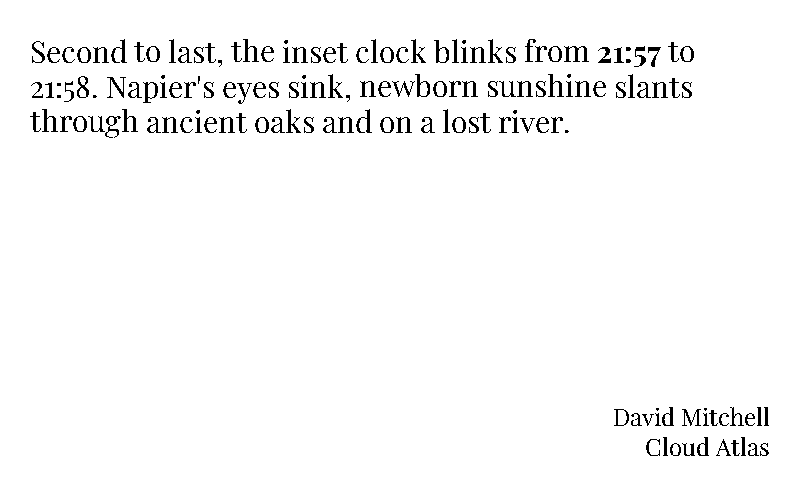 Second to last, the inset clock blinks from 21:57 to
21:58. Napier's eyes sink, newborn sunshine slants
through ancient oaks and on a lost river.
David Mitchell
Cloud Atlas